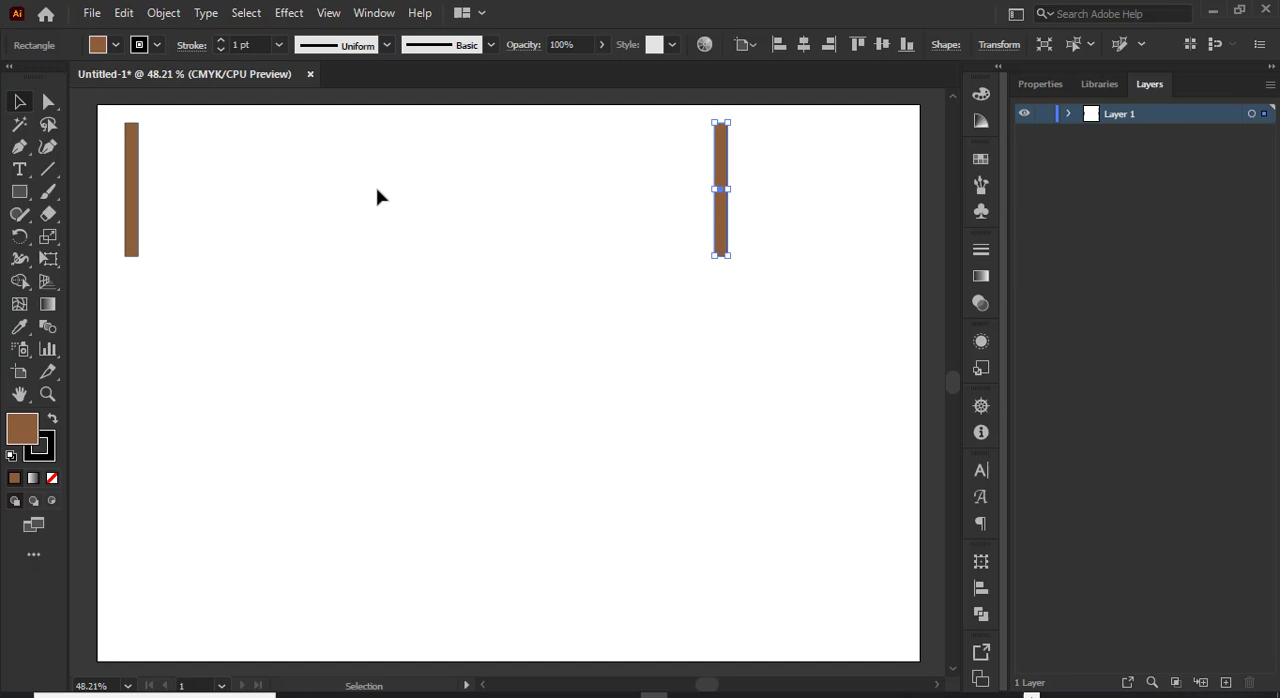 Ai File Edit Object Type Select Effect View Window Help Search Adobe Help
Rectangle Stroke: 1 pt Uniform Basic Opacity: 100% Style: Shape: Transform
Untitled-1* @ 48.21 % (CMYK/CPU Preview) ×
Properties Libraries Layers
Layer 1
48.21% 1 Selection
1 Layer